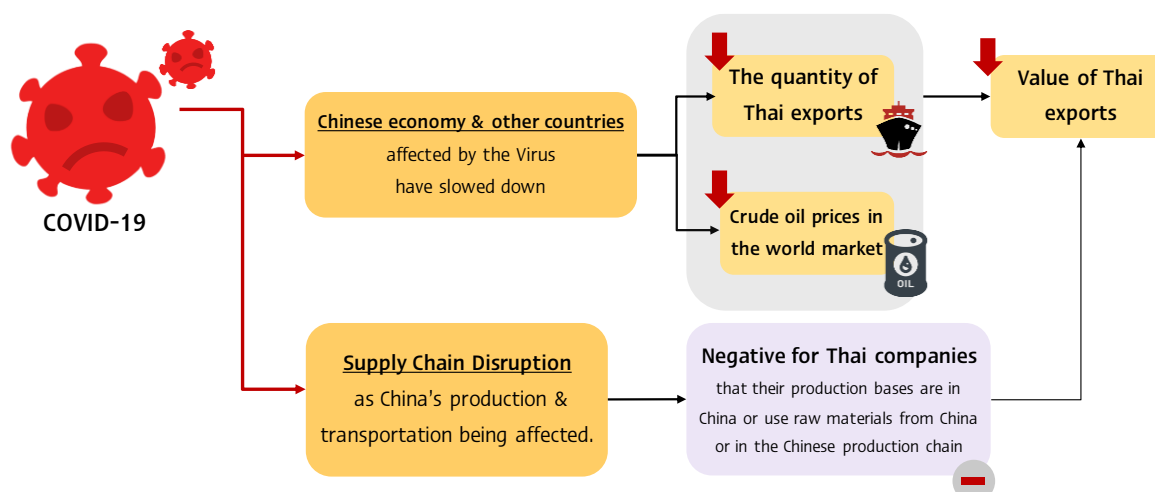 COVID-19
Chinese economy & other countries
affected by the Virus
have slowed down
The quantity of
Thai exports
Crude oil prices in
the world market
OIL
Value of Thai
exports
Supply Chain Disruption
as China's production &
transportation being affected.
Negative for Thai companies
that their production bases are in
China or use raw materials from China
or in the Chinese production chain